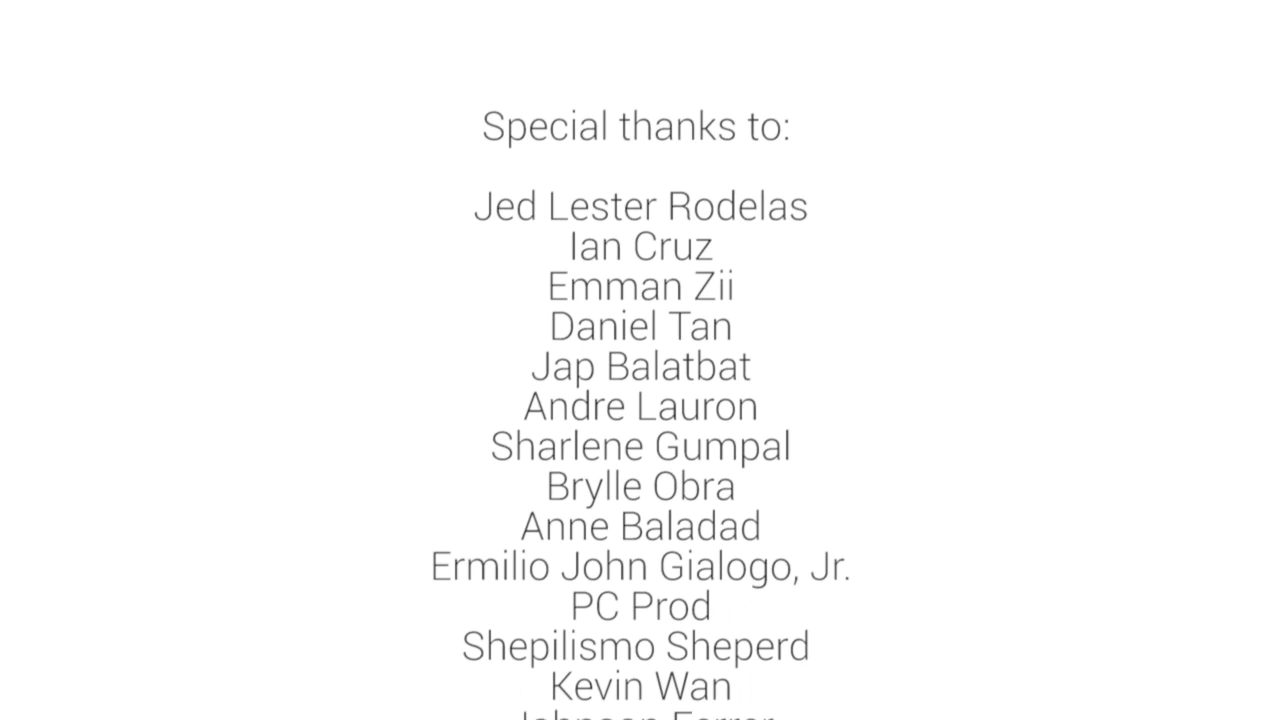 Special thanks to:
Jed Lester Rodelas
Ian Cruz
Emman Zii
Daniel Tan
Jap Balatbat
Andre Lauron
Sharlene Gumpal
Brylle Obra
Anne Baladad
Ermilio John Gialogo, Jr.
PC Prod
Shepilismo Sheperd
Kevin Wan